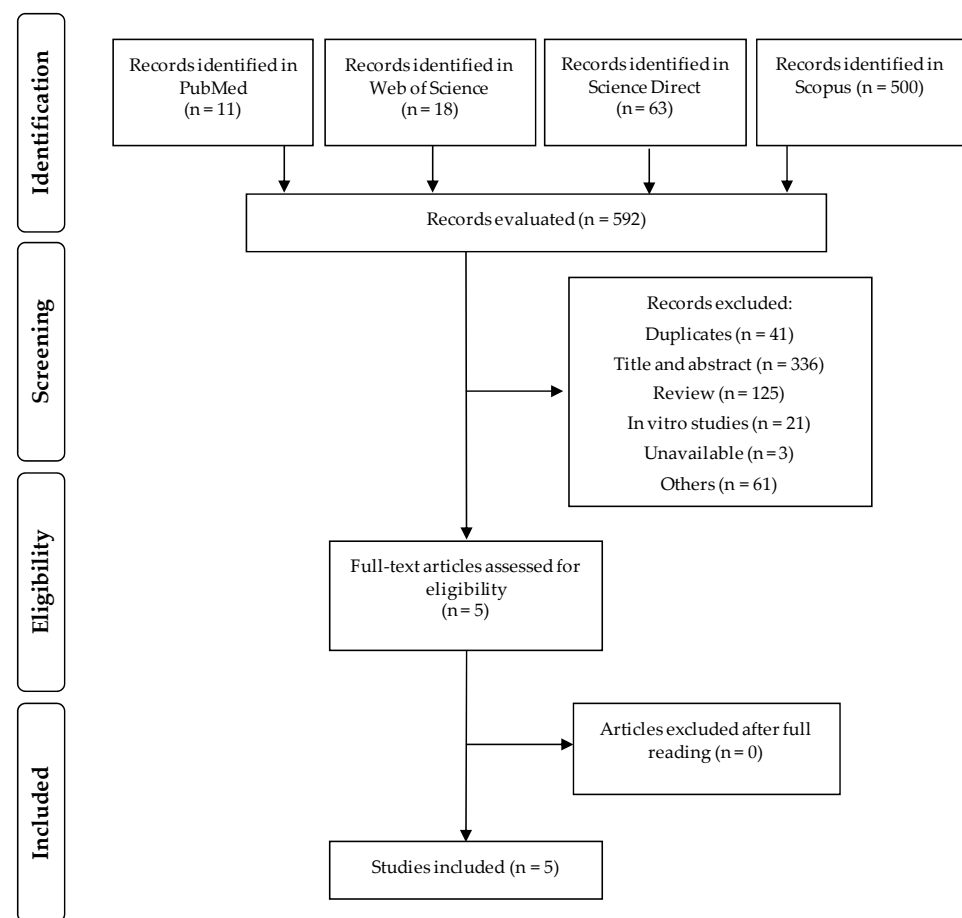 Identification
Records identified in
PubMed
(n = 11)
Records identified in
Web of Science
(n = 18)
Records identified in
Science Direct
(n = 63)
Records identified in
Scopus (n = 500)
Records evaluated (n = 592)
Screening
Records excluded:
Duplicates (n = 41)
Title and abstract (n = 336)
Review (n = 125)
In vitro studies (n = 21)
Unavailable (n = 3)
Others (n = 61)
Eligibility
Full-text articles assessed for
eligibility
(n = 5)
Included
Articles excluded after full
reading (n = 0)
Studies included (n = 5)